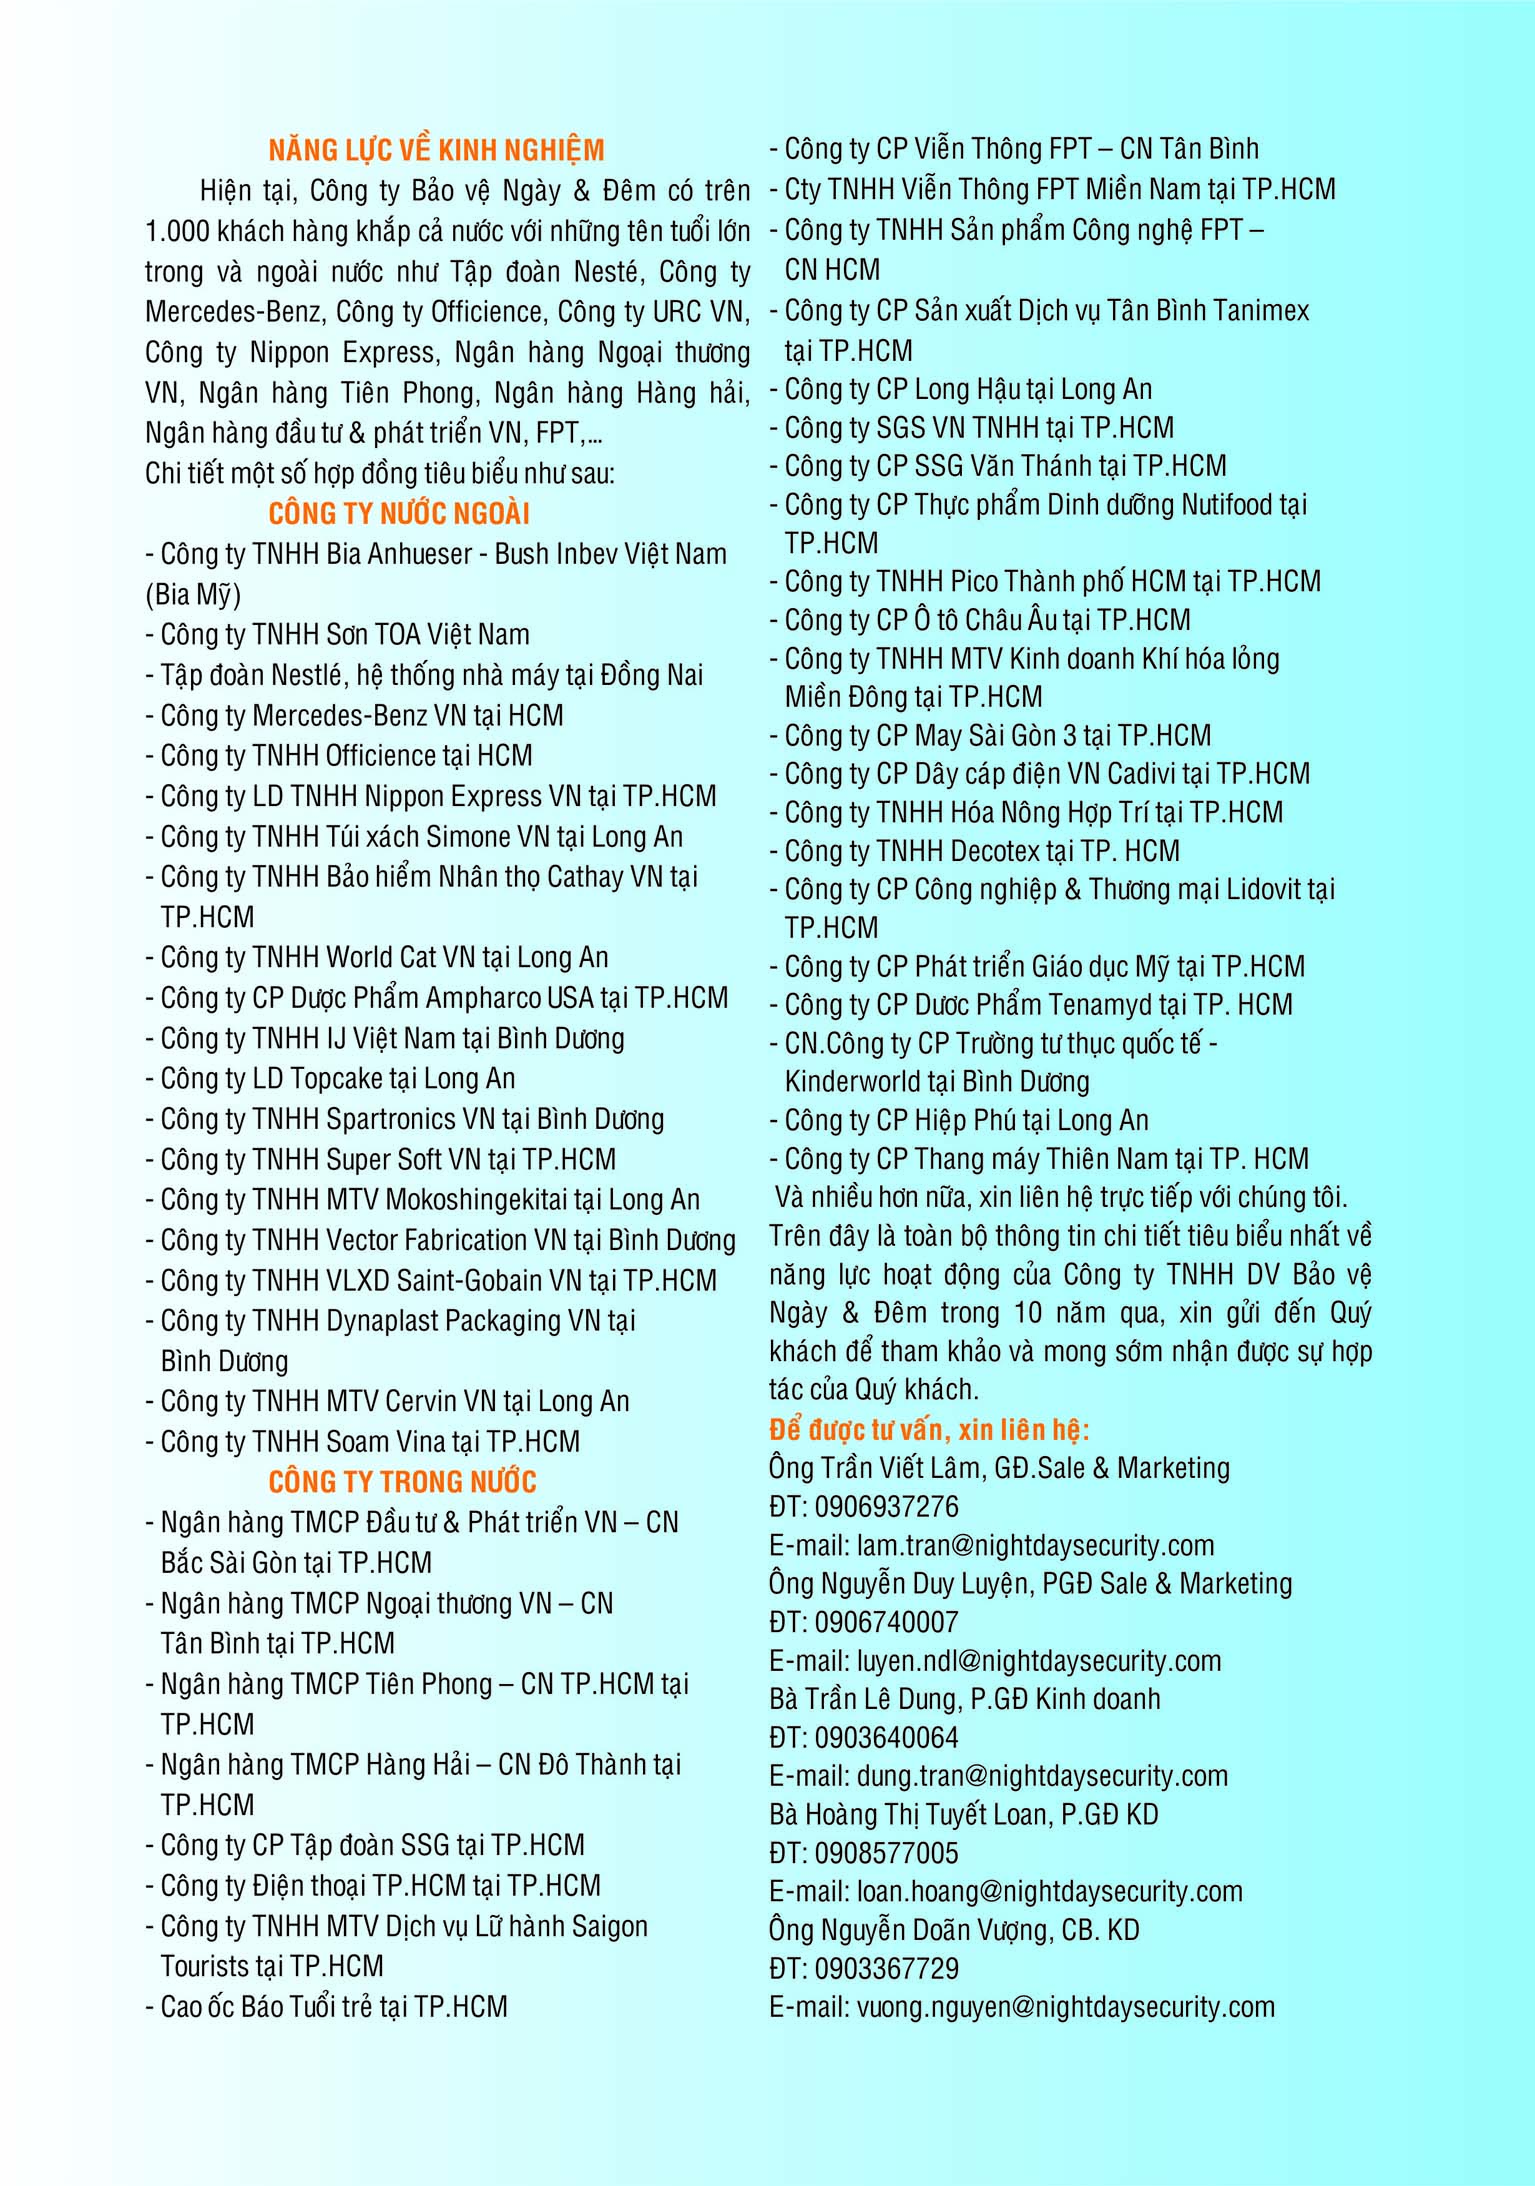 NĂNG LỰC VỀ KINH NGHIỆM
Hiện tại, Công ty Bảo vệ Ngày & Đêm có trên
1.000 khách hàng khắp cả nước với những tên tuổi lớn
trong và ngoài nước như Tập đoàn Nesté, Công ty
Mercedes-Benz, Công ty Officience, Công ty URC VN,
Công ty Nippon Express, Ngân hàng Ngoại thương
VN, Ngân hàng Tiên Phong, Ngân hàng Hàng hải,
Ngân hàng đầu tư & phát triển VN, FPT,...
Chi tiết một số hợp đồng tiêu biểu như sau:
CÔNG TY NƯỚC NGOÀI
- Công ty TNHH Bia Anhueser - Bush Inbev Việt Nam
(Bia Mỹ)
- Công ty TNHH Sơn TOA Việt Nam
- Tập đoàn Nestlé, hệ thống nhà máy tại Đồng Nai
- Công ty Mercedes-Benz VN tại HCM
- Công ty TNHH Officience tại HCM
- Công ty LD TNHH Nippon Express VN tại TP.HCM
- Công ty TNHH Túi xách Simone VN tại Long An
- Công ty TNHH Bảo hiểm Nhân thọ Cathay VN tại
TP.HCM
- Công ty TNHH World Cat VN tại Long An
- Công ty CP Dược Phẩm Ampharco USA tại TP.HCM
- Công ty TNHH IJ Việt Nam tại Bình Dương
- Công ty LD Topcake tại Long An
- Công ty TNHH Spartronics VN tại Bình Dương
- Công ty TNHH Super Soft VN tại TP.HCM
- Công ty TNHH MTV Mokoshingekitai tại Long An
- Công ty TNHH Vector Fabrication VN tại Bình Dương
- Công ty TNHH VLXD Saint-Gobain VN tại TP.HCM
- Công ty TNHH Dynaplast Packaging VN tại
Bình Dương
- Công ty TNHH MTV Cervin VN tại Long An
- Công ty TNHH Soam Vina tại TP.HCM
CÔNG TY TRONG NƯỚC
- Ngân hàng TMCP Đầu tư & Phát triển VN – CN
Bắc Sài Gòn tại TP.HCM
- Ngân hàng TMCP Ngoại thương VN – CN
Tân Bình tại TP.HCM
- Ngân hàng TMCP Tiên Phong – CN TP.HCM tại
TP.HCM
- Ngân hàng TMCP Hàng Hải – CN Đô Thành tại
TP.HCM
- Công ty CP Tập đoàn SSG tại TP.HCM
- Công ty Điện thoại TP.HCM tại TP.HCM
- Công ty TNHH MTV Dịch vụ Lữ hành Saigon
Tourists tại TP.HCM
- Cao ốc Báo Tuổi trẻ tại TP.HCM
- Công ty CP Viễn Thông FPT – CN Tân Bình
- Cty TNHH Viễn Thông FPT Miền Nam tại TP.HCM
- Công ty TNHH Sản phẩm Công nghệ FPT –
CN HCM
- Công ty CP Sản xuất Dịch vụ Tân Bình Tanimex
tại TP.HCM
- Công ty CP Long Hậu tại Long An
- Công ty SGS VN TNHH tại TP.HCM
- Công ty CP SSG Văn Thánh tại TP.HCM
- Công ty CP Thực phẩm Dinh dưỡng Nutifood tại
TP.HCM
- Công ty TNHH Pico Thành phố HCM tại TP.HCM
- Công ty CP Ô tô Châu Âu tại TP.HCM
- Công ty TNHH MTV Kinh doanh Khí hóa lỏng
Miền Đông tại TP.HCM
- Công ty CP May Sài Gòn 3 tại TP.HCM
- Công ty CP Dây cáp điện VN Cadivi tại TP.HCM
- Công ty TNHH Hóa Nông Hợp Trí tại TP.HCM
- Công ty TNHH Decotex tại TP. HCM
- Công ty CP Công nghiệp & Thương mại Lidovit tại
TP.HCM
- Công ty CP Phát triển Giáo dục Mỹ tại TP.HCM
- Công ty CP Dươc Phẩm Tenamyd tại TP. HCM
- CN.Công ty CP Trường tư thục quốc tế -
Kinderworld tại Bình Dương
- Công ty CP Hiệp Phú tại Long An
- Công ty CP Thang máy Thiên Nam tại TP. HCM
Và nhiều hơn nữa, xin liên hệ trực tiếp với chúng tôi.
Trên đây là toàn bộ thông tin chi tiết tiêu biểu nhất về
năng lực hoạt động của Công ty TNHH DV Bảo vệ
Ngày & Đêm trong 10 năm qua, xin gửi đến Quý
khách để tham khảo và mong sớm nhận được sự hợp
tác của Quý khách.
Để được tư vấn, xin liên hệ:
Ông Trần Viết Lâm, GĐ.Sale & Marketing
ĐT: 0906937276
E-mail: lam.tran@nightdaysecurity.com
Ông Nguyễn Duy Luyện, PGĐ Sale & Marketing
ĐT: 0906740007
E-mail: luyen.ndl@nightdaysecurity.com
Bà Trần Lê Dung, P.GĐ Kinh doanh
ĐT: 0903640064
E-mail: dung.tran@nightdaysecurity.com
Bà Hoàng Thị Tuyết Loan, P.GĐ KD
ĐT: 0908577005
E-mail: loan.hoang@nightdaysecurity.com
Ông Nguyễn Doãn Vượng, CB. KD
ĐT: 0903367729
E-mail: vuong.nguyen@nightdaysecurity.com